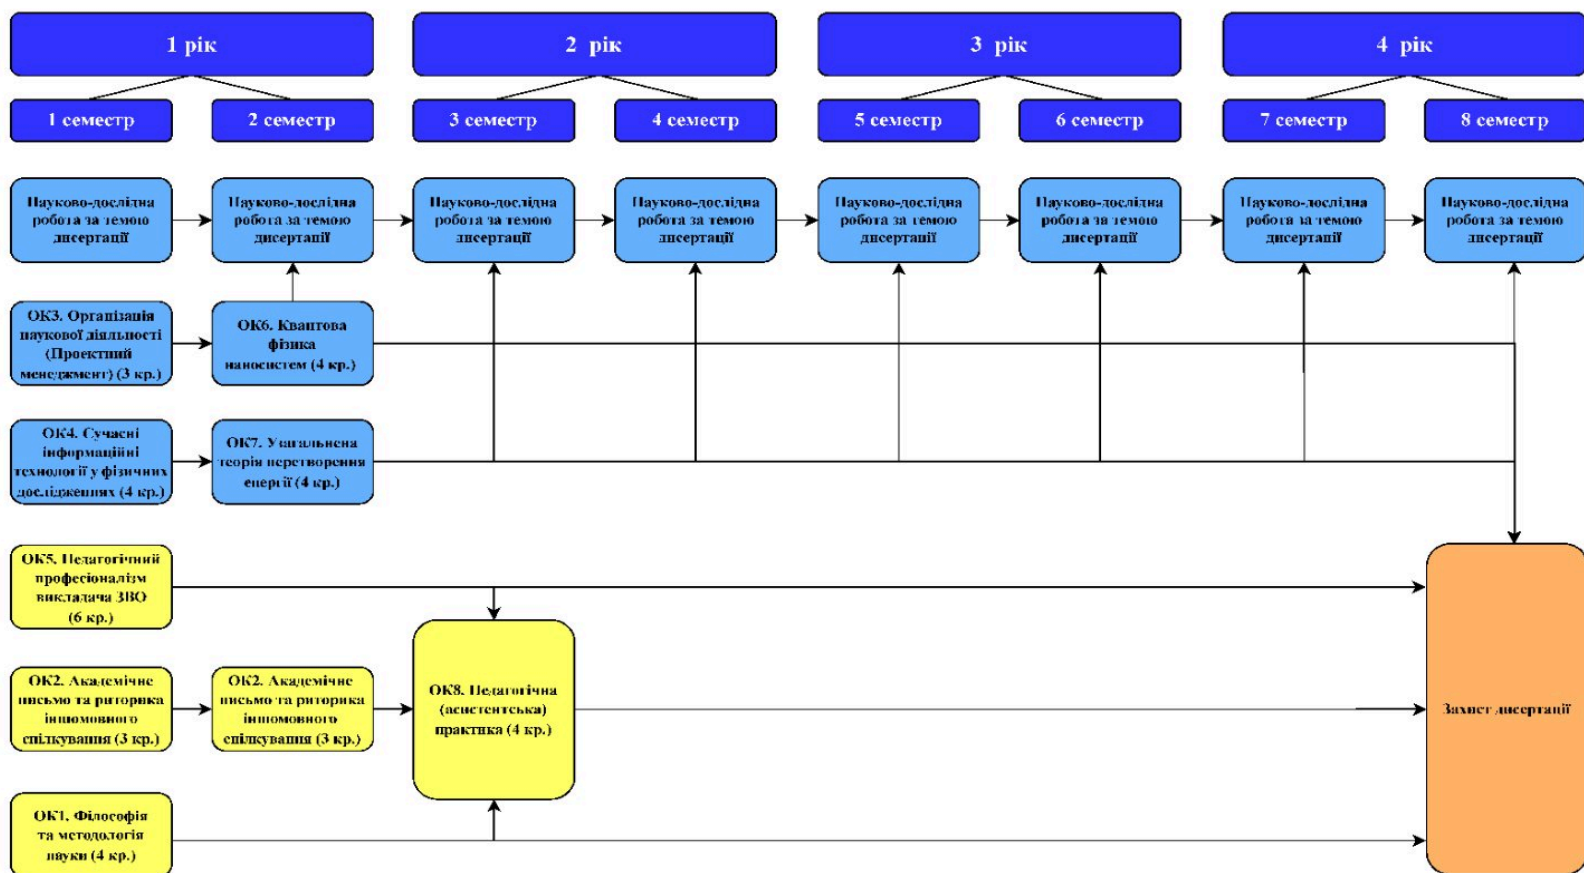 1 рік
2 рік
3 рік
4 рік
1 семестр
2 семестр
3 семестр
4 семестр
5 семестр
6 семестр
7 семестр
8 семестр
Науково-дослідна
робота за темою
дисертації
Науково-дослідна
робота за темою
дисертації
Науково-дослідна
робота за темою
дисертації
Науково-дослідна
робота за темою
дисертації
Науково-дослідна
робота за темою
дисертації
Науково-дослідна
робота за темою
дисертації
Науково-дослідна
робота за темою
дисертації
Науково-дослідна
робота за темою
дисертації
ОК3. Організація
наукової діяльності
(Проектний
менеджмент) (3 кр.)
ОК6. Квантова
фізика
наносистем (4 кр.)
ОК4. Сучасні
інформаційні
технології у фізичних
дослідженнях (4 кр.)
ОК7. Узагальнена
теорія перетворення
енергії (4 кр.)
ОК5. Педагогічний
професіоналізм
викладача ЗВО
(6 кр.)
ОК2. Академічне
письмо та риторика
іншомовного
спілкування (3 кр.)
ОК2. Академічне
письмо та риторика
іншомовного
спілкування (3 кр.)
ОК8. Педагогічна
(асистентська)
практика (4 кр.)
Захист дисертації
ОК1. Філософія
та методологія
науки (4 кр.)